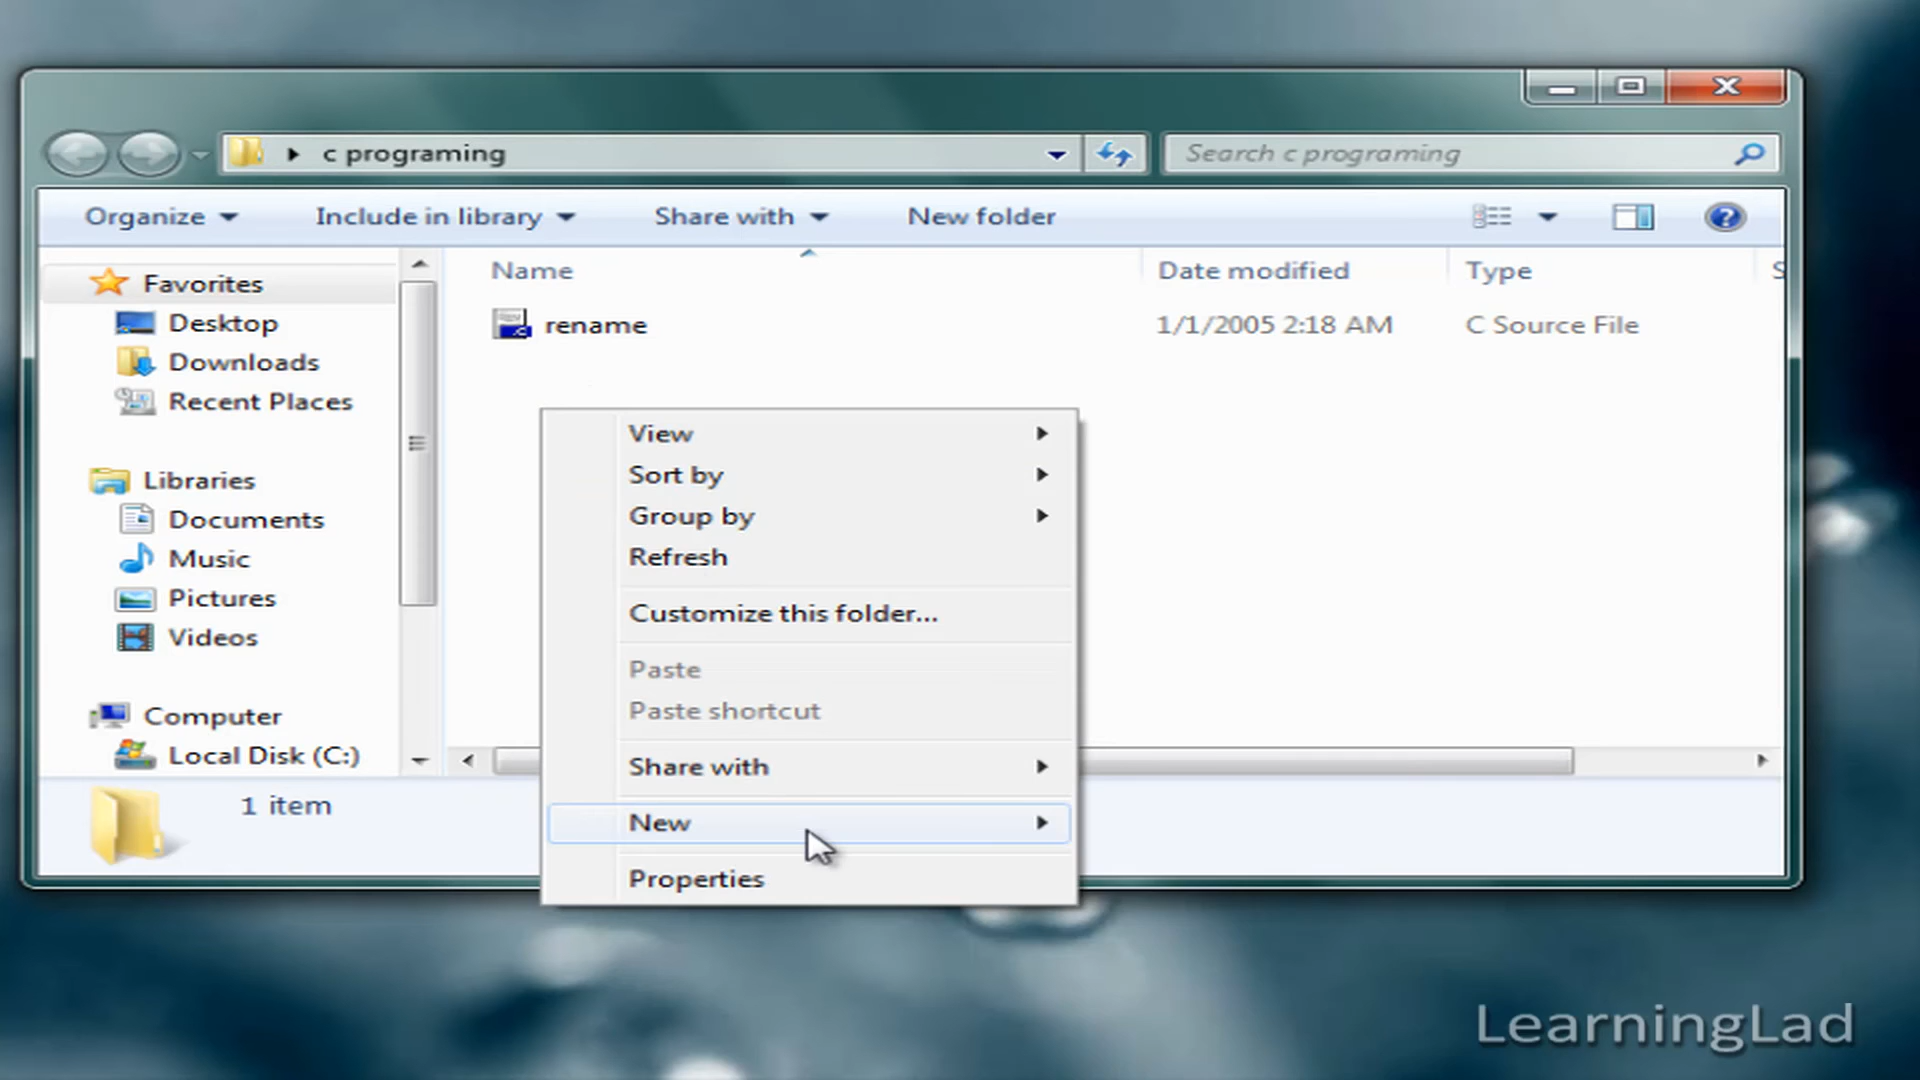 c programing
Search c programing
Organize
Include in library
Share with
New folder
Name
Date modified
Type
S
rename
1/1/2005 2:18 AM
C Source File
Favorites
Desktop
Downloads
Recent Places
Libraries
Documents
Music
Pictures
Videos
Computer
Local Disk (C:)
1 item
View
Sort by
Group by
Refresh
Customize this folder...
Paste
Paste shortcut
Share with
New
Properties
LearningLad